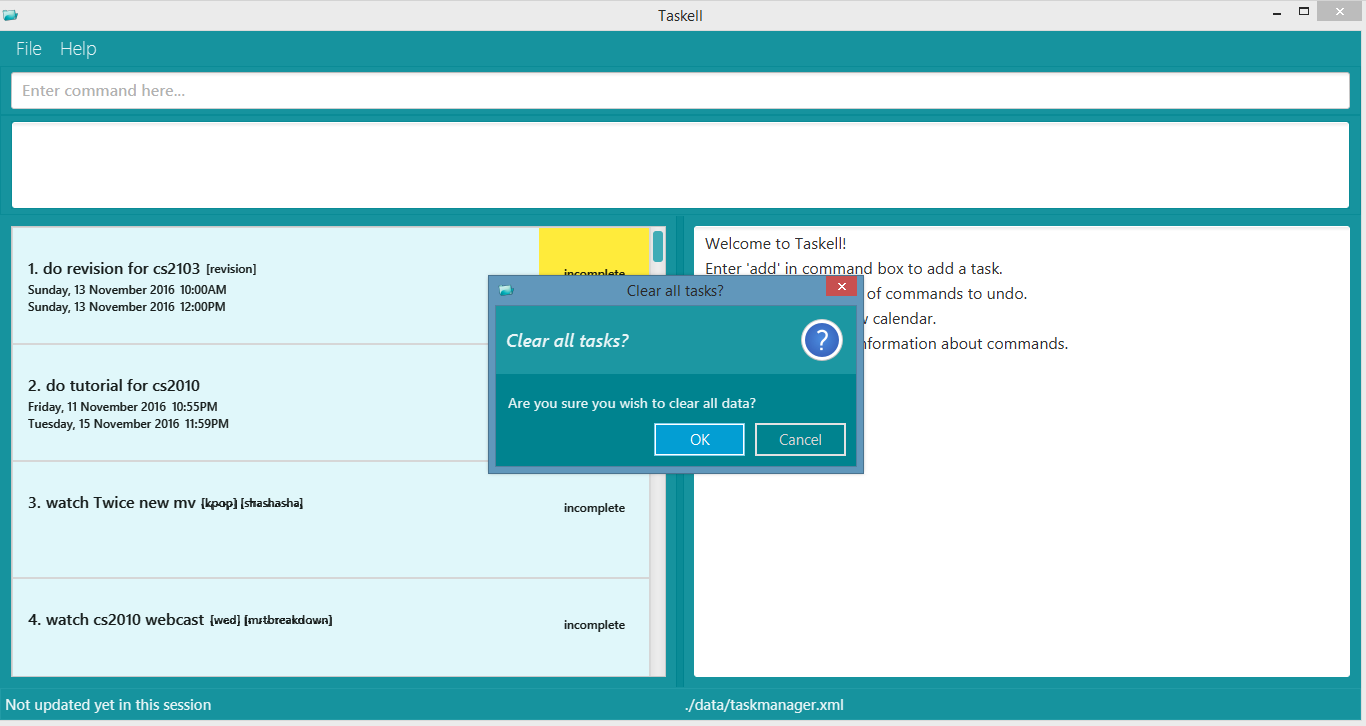 Taskell
File Help
Enter command here...
1. do revision for cs2103 [revision]
Sunday, 13 November 2016 10:00AM
Sunday, 13 November 2016 12:00PM
incomplete
2. do tutorial for cs2010
Friday, 11 November 2016 10:55PM
Tuesday, 15 November 2016 11:59PM
3. watch Twice new mv [kpop] [shashasha]
incomplete
4. watch cs2010 webcast [wed] [mrtbreakdown]
incomplete
Welcome to Taskell!
Enter 'add' in command box to add a task.
of commands to undo.
calendar.
information about commands.
Clear all tasks?
Clear all tasks?
?
Are you sure you wish to clear all data?
OK Cancel
Not updated yet in this session
./data/taskmanager.xml